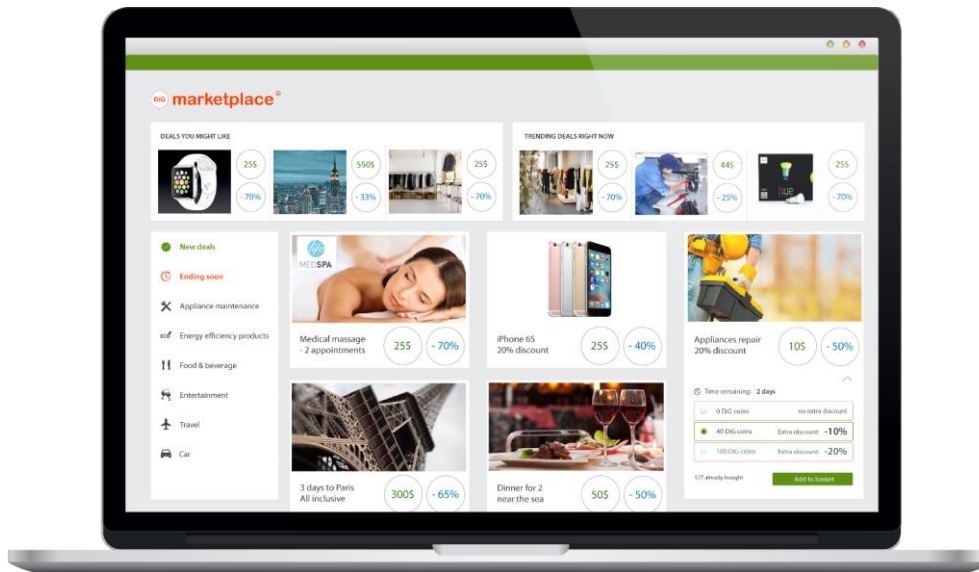 DiG marketplace®
DEALS YOU MIGHT LIKE
25$
- 70%
550$
- 33%
25$
- 70%
TRENDING DEALS RIGHT NOW
25$
- 70%
44$
- 25%
hue
25$
- 70%
New deals
Ending soon
Appliance maintenance
Energy efficiency products
Food & beverage
Entertainment
Travel
Car
life
MEDSPA
Medical massage
- 2 appointments
25$
- 70%
iPhone 6S
20% discount
25$
- 40%
Appliances repair
20% discount
10$
- 50%
Time remaining: 2 days
0 DiG coins no extra discount
40 DiG coins Extra discount: -10%
100 DiG coins Extra discount: -20%
137 already bought
Add to basket
3 days to Paris
All inclusive
300$
- 65%
Dinner for 2
near the sea
50$
- 50%